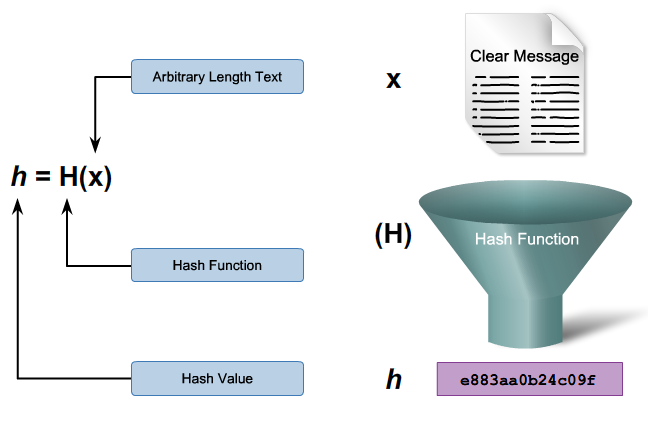 Arbitrary Length Text
h = H(x)
Hash Function
Hash Value
x
Clear Message
(H)
Hash Function
h
e883aa0b24c09f